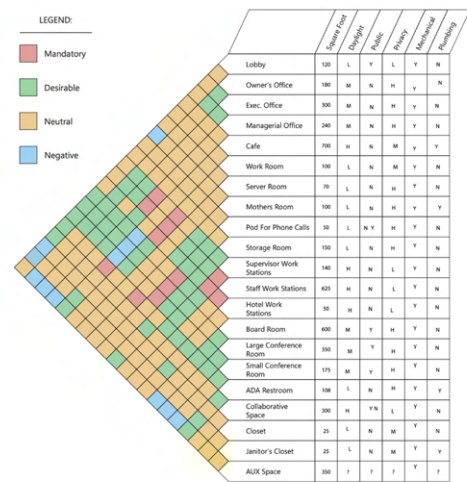 LEGEND:
Mandatory
Desirable
Neutral
Negative
Square Foot Daylight Public Privacy Mechanical Plumbing
Lobby 120 L Y L Y N
Owner's Office 180 M N H Y N
Exec. Office 300 M N H Y N
Managerial Office 240 M N H Y N
Cafe 700 H N M Y Y
Work Room 100 L N M Y N
Server Room 70 L N H Y N
Mothers Room 100 L N H Y Y
Pod For Phone Calls 50 L N Y H Y N
Storage Room 150 L N H Y N
Supervisor Work
Stations 140 H N L Y N
Staff Work Stations 625 H N L Y N
Hotel Work
Stations 50 H N L Y N
Board Room 600 M Y H Y N
Large Conference
Room 350 M Y H Y N
Small Conference
Room 175 M Y H Y N
ADA Restroom 108 L N H Y Y
Collaborative
Space 300 H Y N L Y N
Closet 25 L N M Y N
Janitor's Closet 25 L N M Y Y
AUX Space 350 ? ? ? Y ?